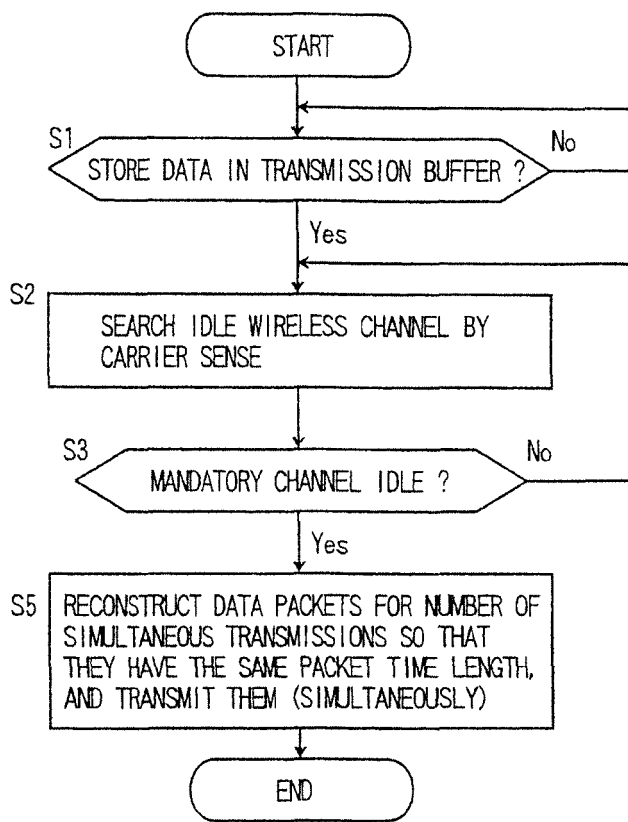 START
S1
STORE DATA IN TRANSMISSION BUFFER ?
No
Yes
S2
SEARCH IDLE WIRELESS CHANNEL BY
CARRIER SENSE
S3
MANDATORY CHANNEL IDLE ?
No
Yes
S5
RECONSTRUCT DATA PACKETS FOR NUMBER OF
SIMULTANEOUS TRANSMISSIONS SO THAT
THEY HAVE THE SAME PACKET TIME LENGTH,
AND TRANSMIT THEM (SIMULTANEOUSLY)
END